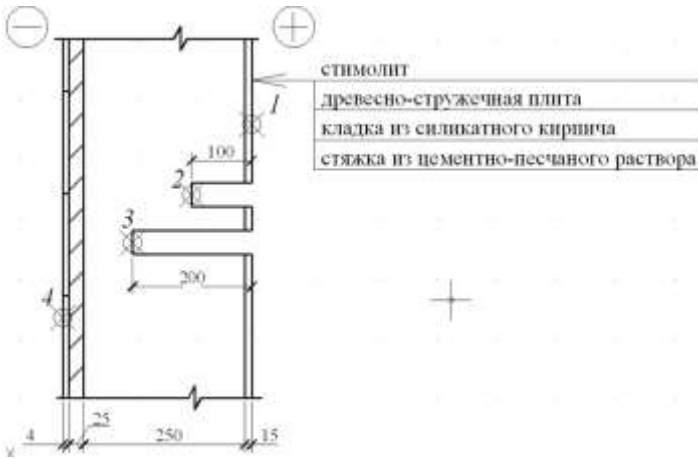 − +
стимолит
древесно-стружечная плита
кладка из силикатного кирпича
стяжка из цементно-песчаного раствора
1
100
2
3
200
4
4 25 250 15
x